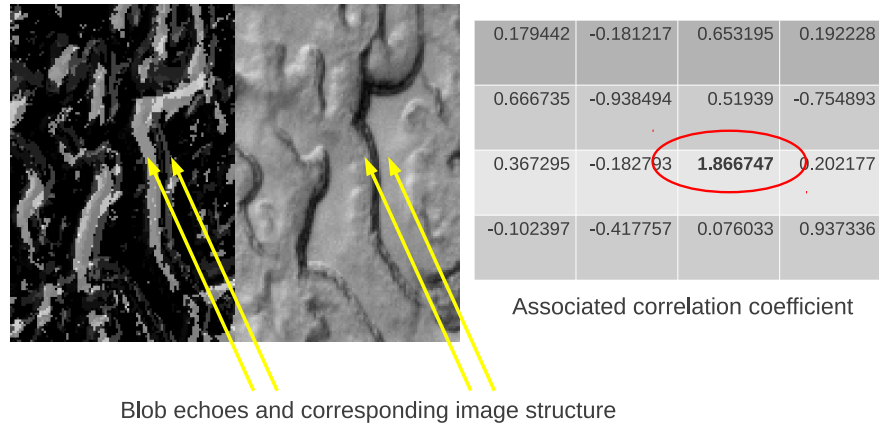 0.179442 -0.181217 0.653195 0.192228
0.666735 -0.938494 0.51939 -0.754893
0.367295 -0.182793 1.866747 0.202177
-0.102397 -0.417757 0.076033 0.937336
Associated correlation coefficient
Blob echoes and corresponding image structure